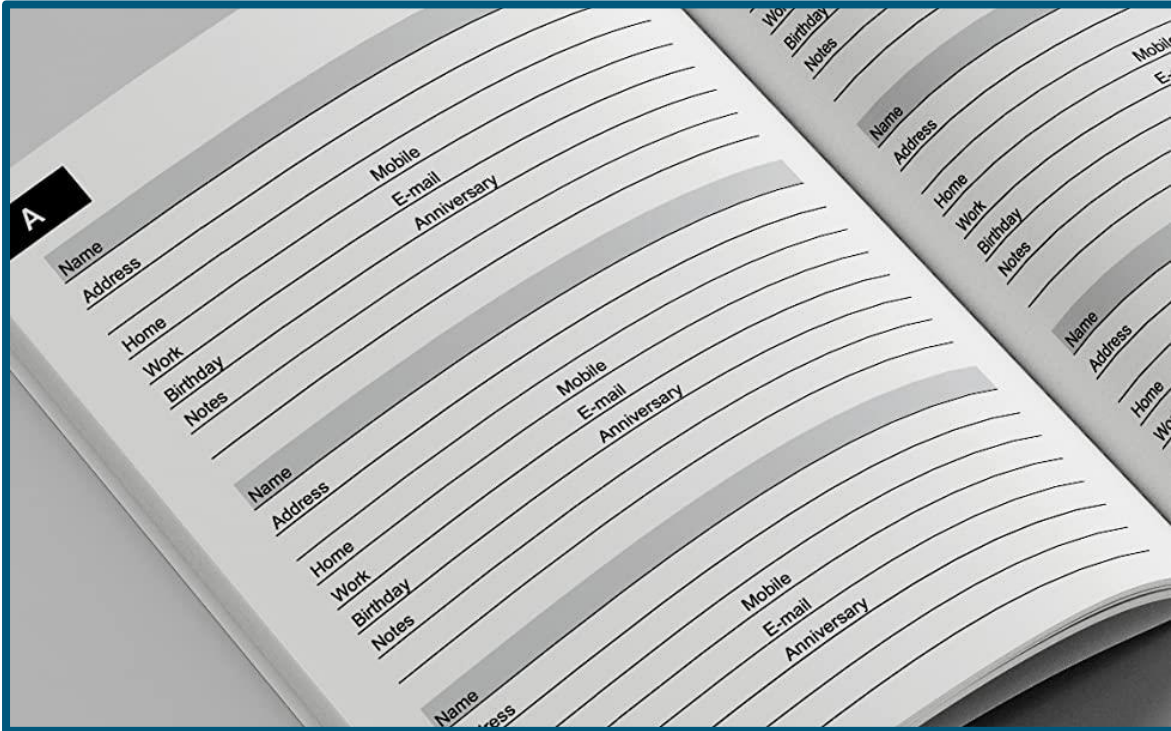 A
Name
Address
Home Mobile
Work E-mail
Birthday Anniversary
Notes
Name
Address
Home Mobile
Work E-mail
Birthday Anniversary
Notes
Name
Mobile
E-mail
Anniversary
Birthday
Notes
Name
Address
Home
Work
Birthday
Notes
Name
Address
Home
Mobile